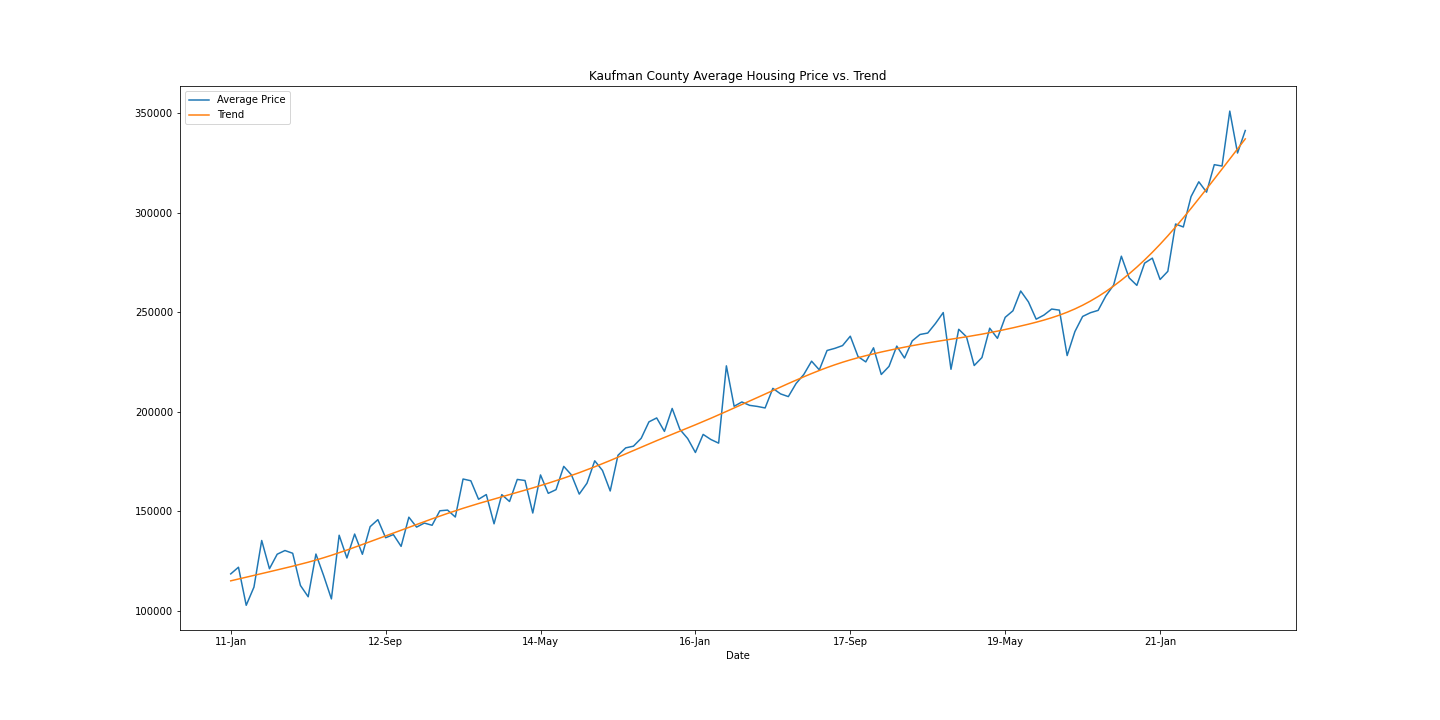 Kaufman County Average Housing Price vs. Trend
Average Price
Trend
350000
300000
250000
200000
150000
100000
11-Jan 12-Sep 14-May 16-Jan 17-Sep 19-May 21-Jan
Date